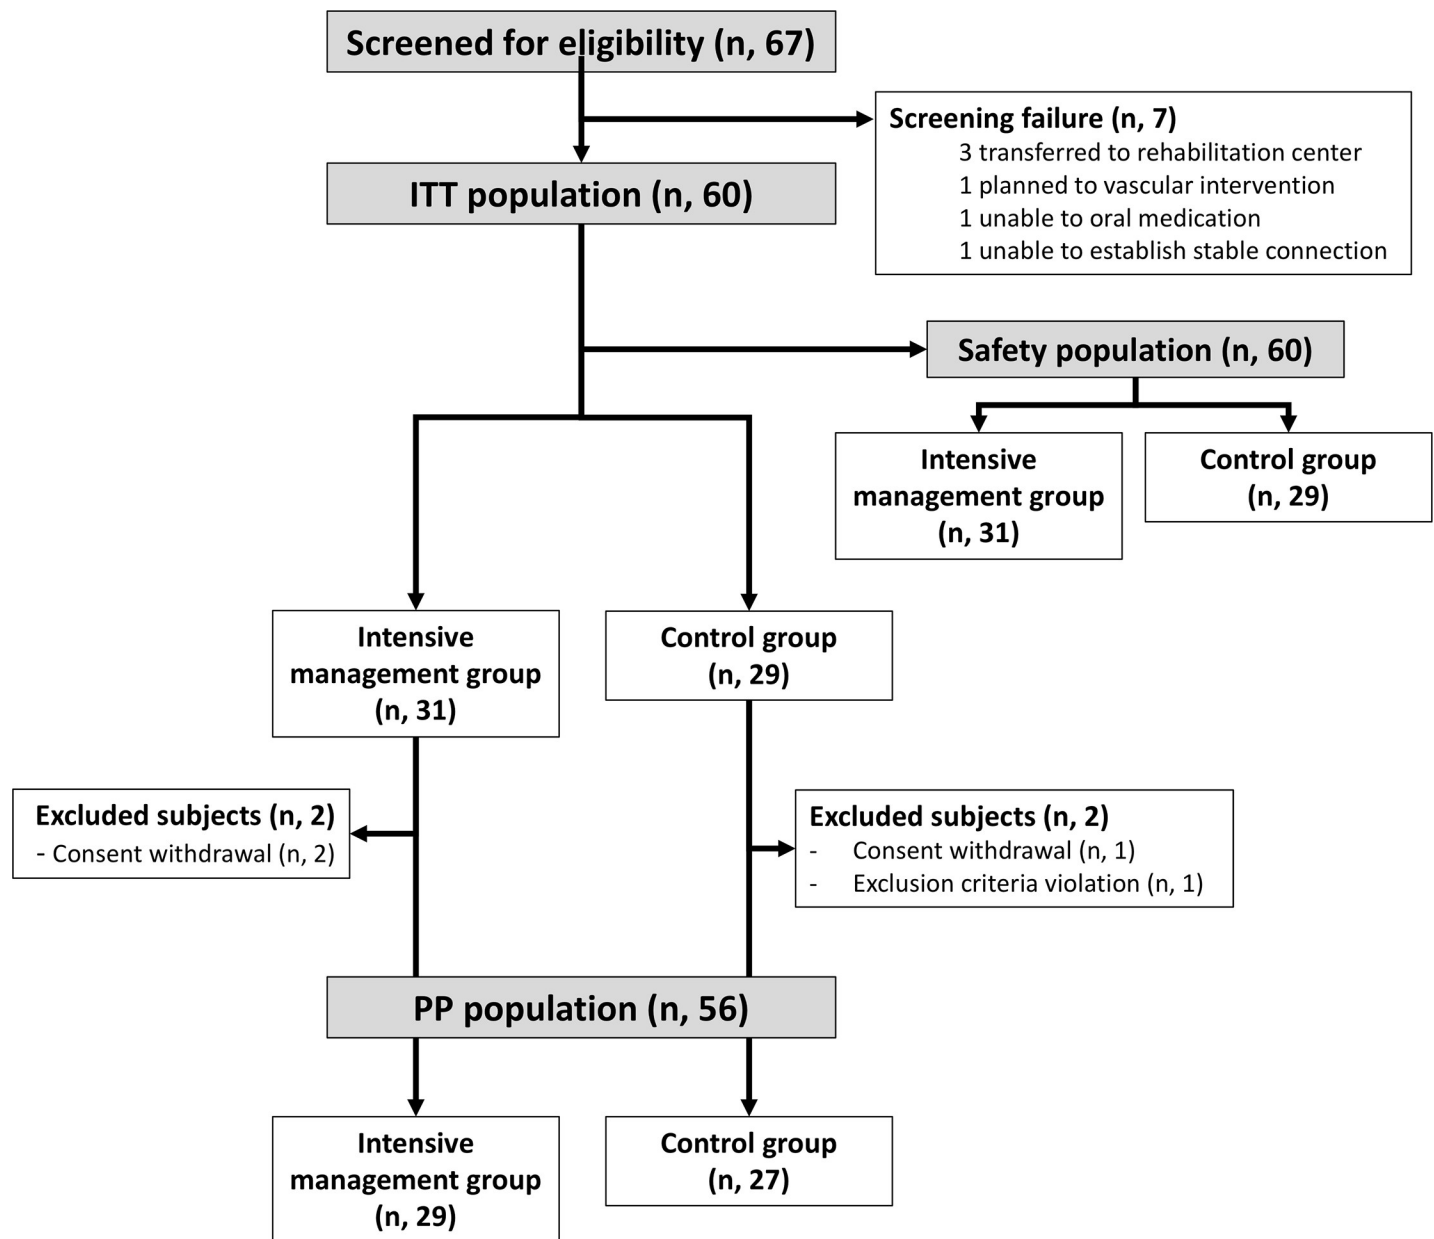 Screened for eligibility (n, 67)
Screening failure (n, 7)
3 transferred to rehabilitation center
1 planned to vascular intervention
1 unable to oral medication
1 unable to establish stable connection
ITT population (n, 60)
Safety population (n, 60)
Intensive
management group
(n, 31)
Control group
(n, 29)
Intensive
management group
(n, 31)
Control group
(n, 29)
Excluded subjects (n, 2)
- Consent withdrawal (n, 2)
Excluded subjects (n, 2)
- Consent withdrawal (n, 1)
- Exclusion criteria violation (n, 1)
PP population (n, 56)
Intensive
management group
(n, 29)
Control group
(n, 27)